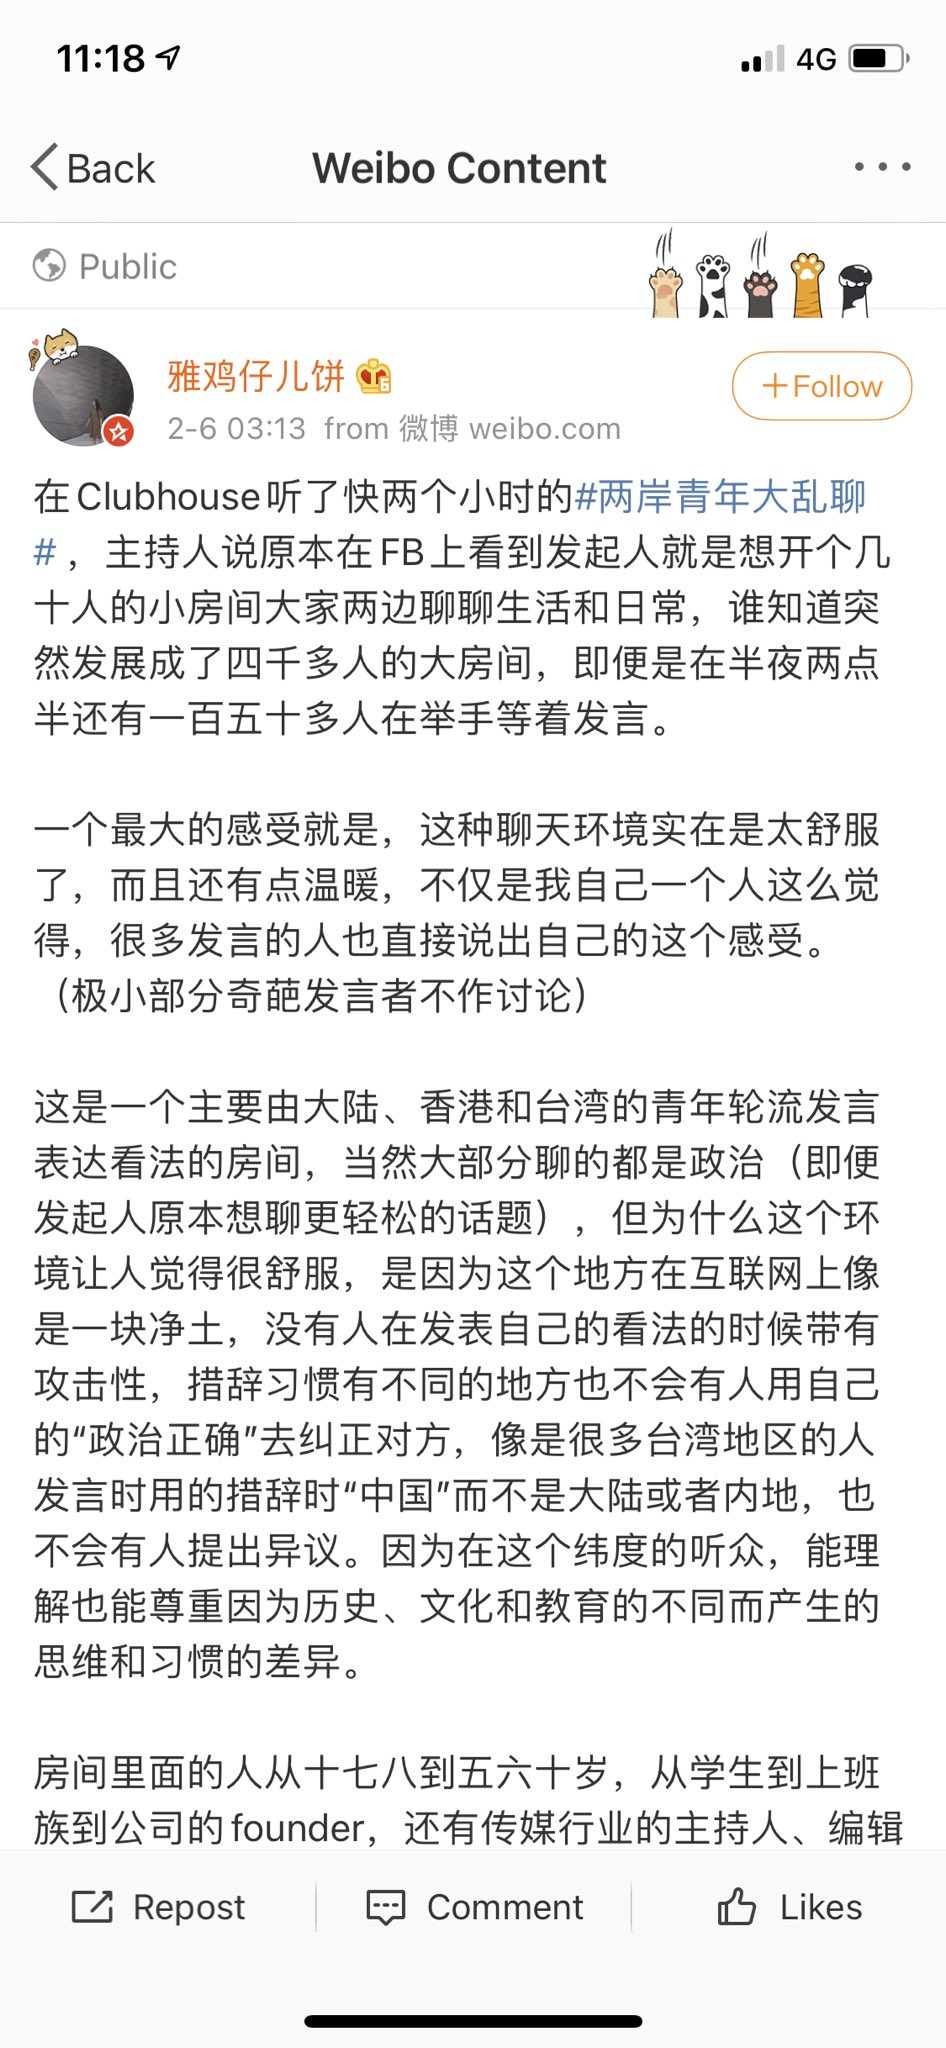 11:18
4G
Back
Weibo Content
Public
雅鸡仔儿饼
6
2-6 03:13 from 微博 weibo.com
+Follow
在Clubhouse听了快两个小时的#两岸青年大乱聊
#，主持人说原本在FB上看到发起人就是想开个几
十人的小房间大家两边聊聊生活和日常，谁知道突
然发展成了四千多人的大房间，即便是在半夜两点
半还有一百五十多人在举手等着发言。
一个最大的感受就是，这种聊天环境实在是太舒服
了，而且还有点温暖，不仅是我自己一个人这么觉
得，很多发言的人也直接说出自己的这个感受。
（极小部分奇葩发言者不作讨论）
这是一个主要由大陆、香港和台湾的青年轮流发言
表达看法的房间，当然大部分聊的都是政治（即便
发起人原本想聊更轻松的话题），但为什么这个环
境让人觉得很舒服，是因为这个地方在互联网上像
是一块净土，没有人在发表自己的看法的时候带有
攻击性，措辞习惯有不同的地方也不会有人用自己
的“政治正确”去纠正对方，像是很多台湾地区的人
发言时用的措辞时“中国”而不是大陆或者内地，也
不会有人提出异议。因为在这个纬度的听众，能理
解也能尊重因为历史、文化和教育的不同而产生的
思维和习惯的差异。
房间里面的人从十七八到五六十岁，从学生到上班
族到公司的founder，还有传媒行业的主持人、编辑
Repost
Comment
Likes